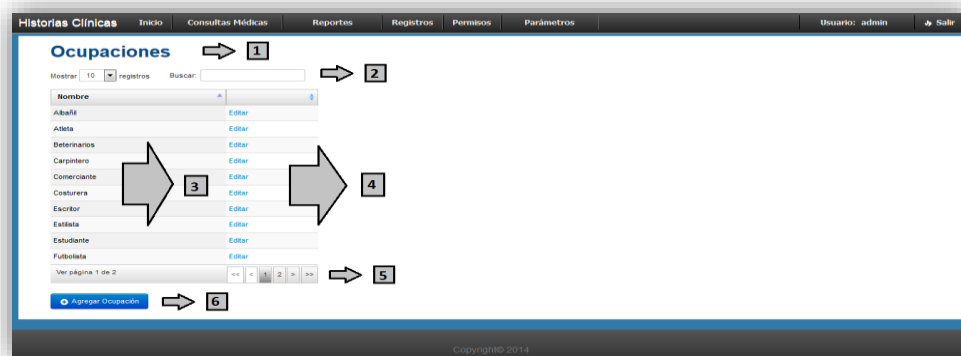 Historias Clínicas Inicio Consultas Médicas Reportes Registros Permisos Parámetros Usuario: admin Salir
Ocupaciones 1
Mostrar 10 registros Buscar: 2
Nombre
Albañil Editar
Atleta Editar
Beterinarios Editar
Carpintero Editar
Comerciante Editar
3 4
Costurera Editar
Escritor Editar
Estilista Editar
Estudiante Editar
Futbolista Editar
Ver página 1 de 2 << < 1 2 > >> 5
Agregar Ocupación 6
Copyright© 2014